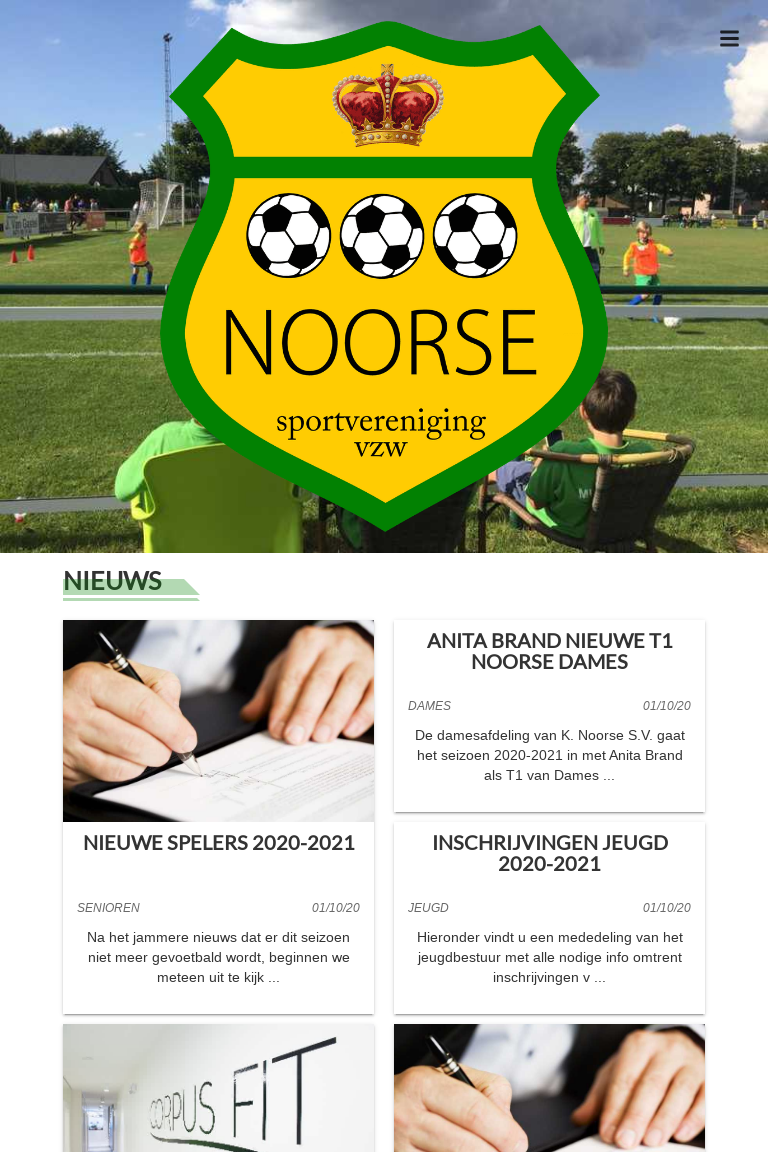 J. Van Gastel
NOORSE
sportvereniging
vzw
NIEUWS
NIEUWE SPELERS 2020-2021
SENIOREN 01/10/20
Na het jammere nieuws dat er dit seizoen
niet meer gevoetbald wordt, beginnen we
meteen uit te kijk ...
ANITA BRAND NIEUWE T1
NOORSE DAMES
DAMES 01/10/20
De damesafdeling van K. Noorse S.V. gaat
het seizoen 2020-2021 in met Anita Brand
als T1 van Dames ...
INSCHRIJVINGEN JEUGD
2020-2021
JEUGD 01/10/20
Hieronder vindt u een mededeling van het
jeugdbestuur met alle nodige info omtrent
inschrijvingen v ...
CORPUS FIT